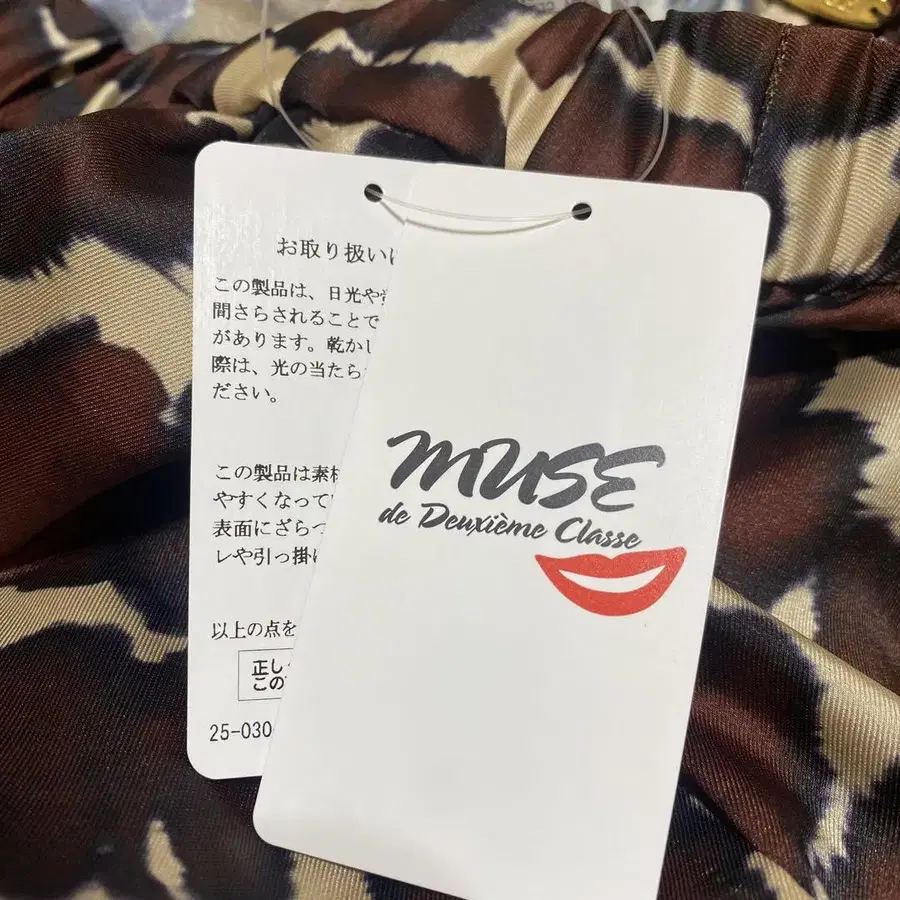 お取り扱い
この製品は、日光や
間さらされることで
があります。乾か
際は、光の当たら
ださい。
この製品は素材
やすくなってい
表面にざらつ
レや引っ掛け
以上の点を
正し
この
25-030
MUSE
de Deuxième Classe